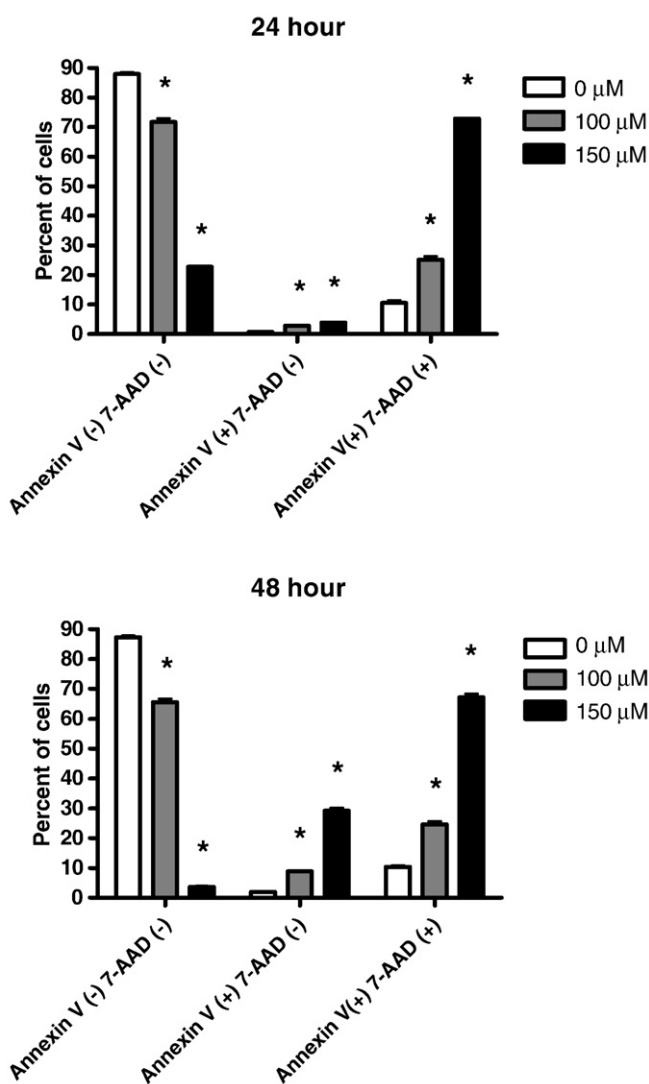 24 hour
Percent of cells
90
80
70
60
50
40
30
20
10
0
*
*
*
*
*
*
0 μM
100 μM
150 μM
Annexin V (-) 7-AAD (-)
Annexin V (+) 7-AAD (-)
Annexin V(+) 7-AAD (+)
48 hour
Percent of cells
90
80
70
60
50
40
30
20
10
0
*
*
*
*
*
*
0 μM
100 μM
150 μM
Annexin V (-) 7-AAD (-)
Annexin V (+) 7-AAD (-)
Annexin V(+) 7-AAD (+)